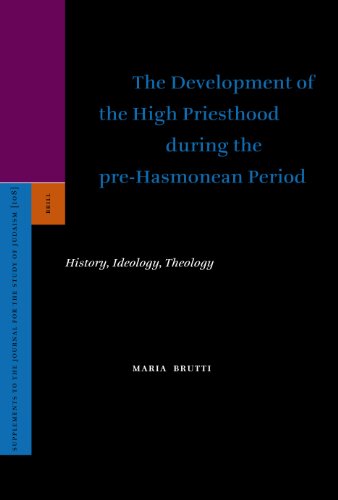 The Development of
the High Priesthood
during the
pre-Hasmonean Period
History, Ideology, Theology
MARIA BRUTTI
BRILL
SUPPLEMENTS TO THE JOURNAL FOR THE STUDY OF JUDAISM [108]